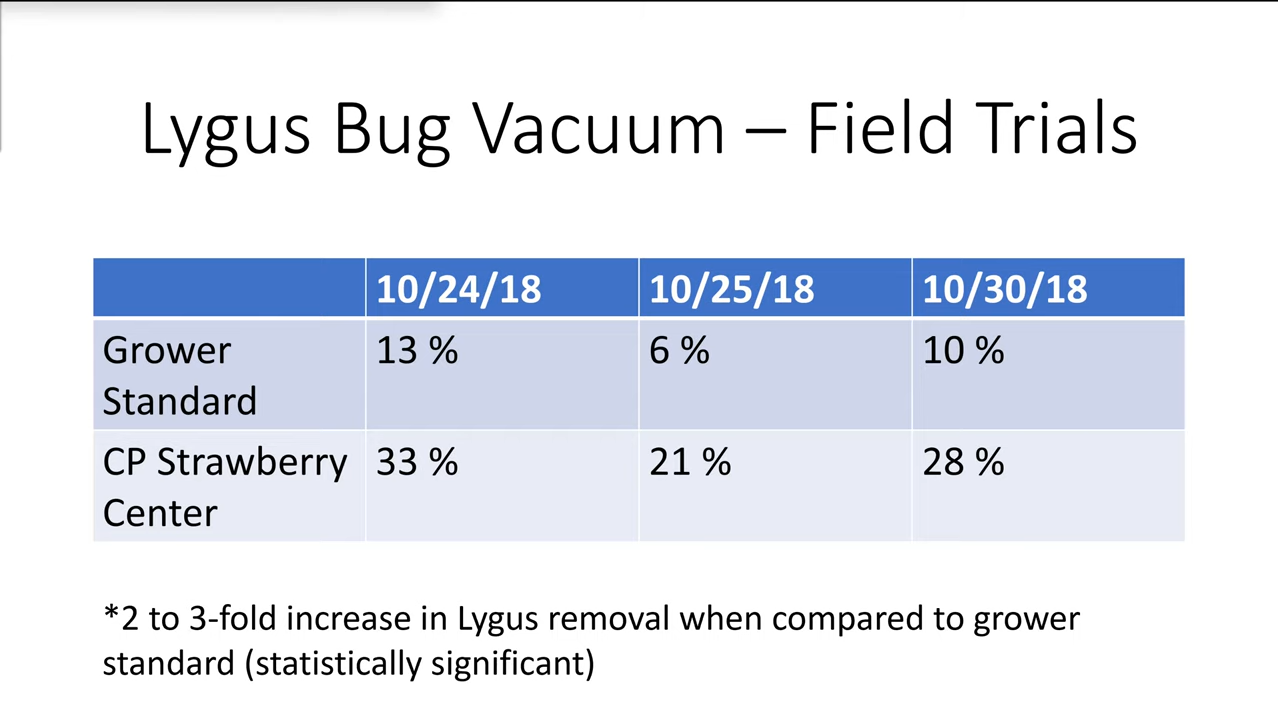 Lygus Bug Vacuum – Field Trials
10/24/18 10/25/18 10/30/18
Grower 13 % 6 % 10 %
Standard
CP Strawberry 33 % 21 % 28 %
Center
*2 to 3-fold increase in Lygus removal when compared to grower
standard (statistically significant)